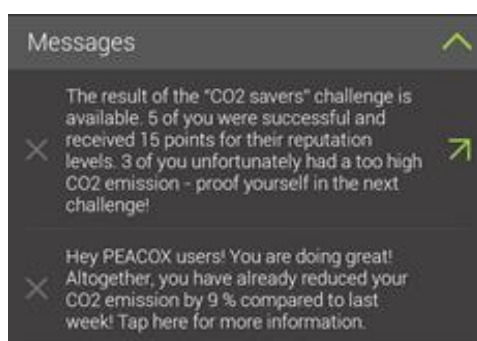 Messages
The result of the "CO2 savers" challenge is
available. 5 of you were successful and
received 15 points for their reputation
levels. 3 of you unfortunately had a too high
CO2 emission - proof yourself in the next
challenge!
Hey PEACOX users! You are doing great!
Altogether, you have already reduced your
CO2 emission by 9 % compared to last
week! Tap here for more information.